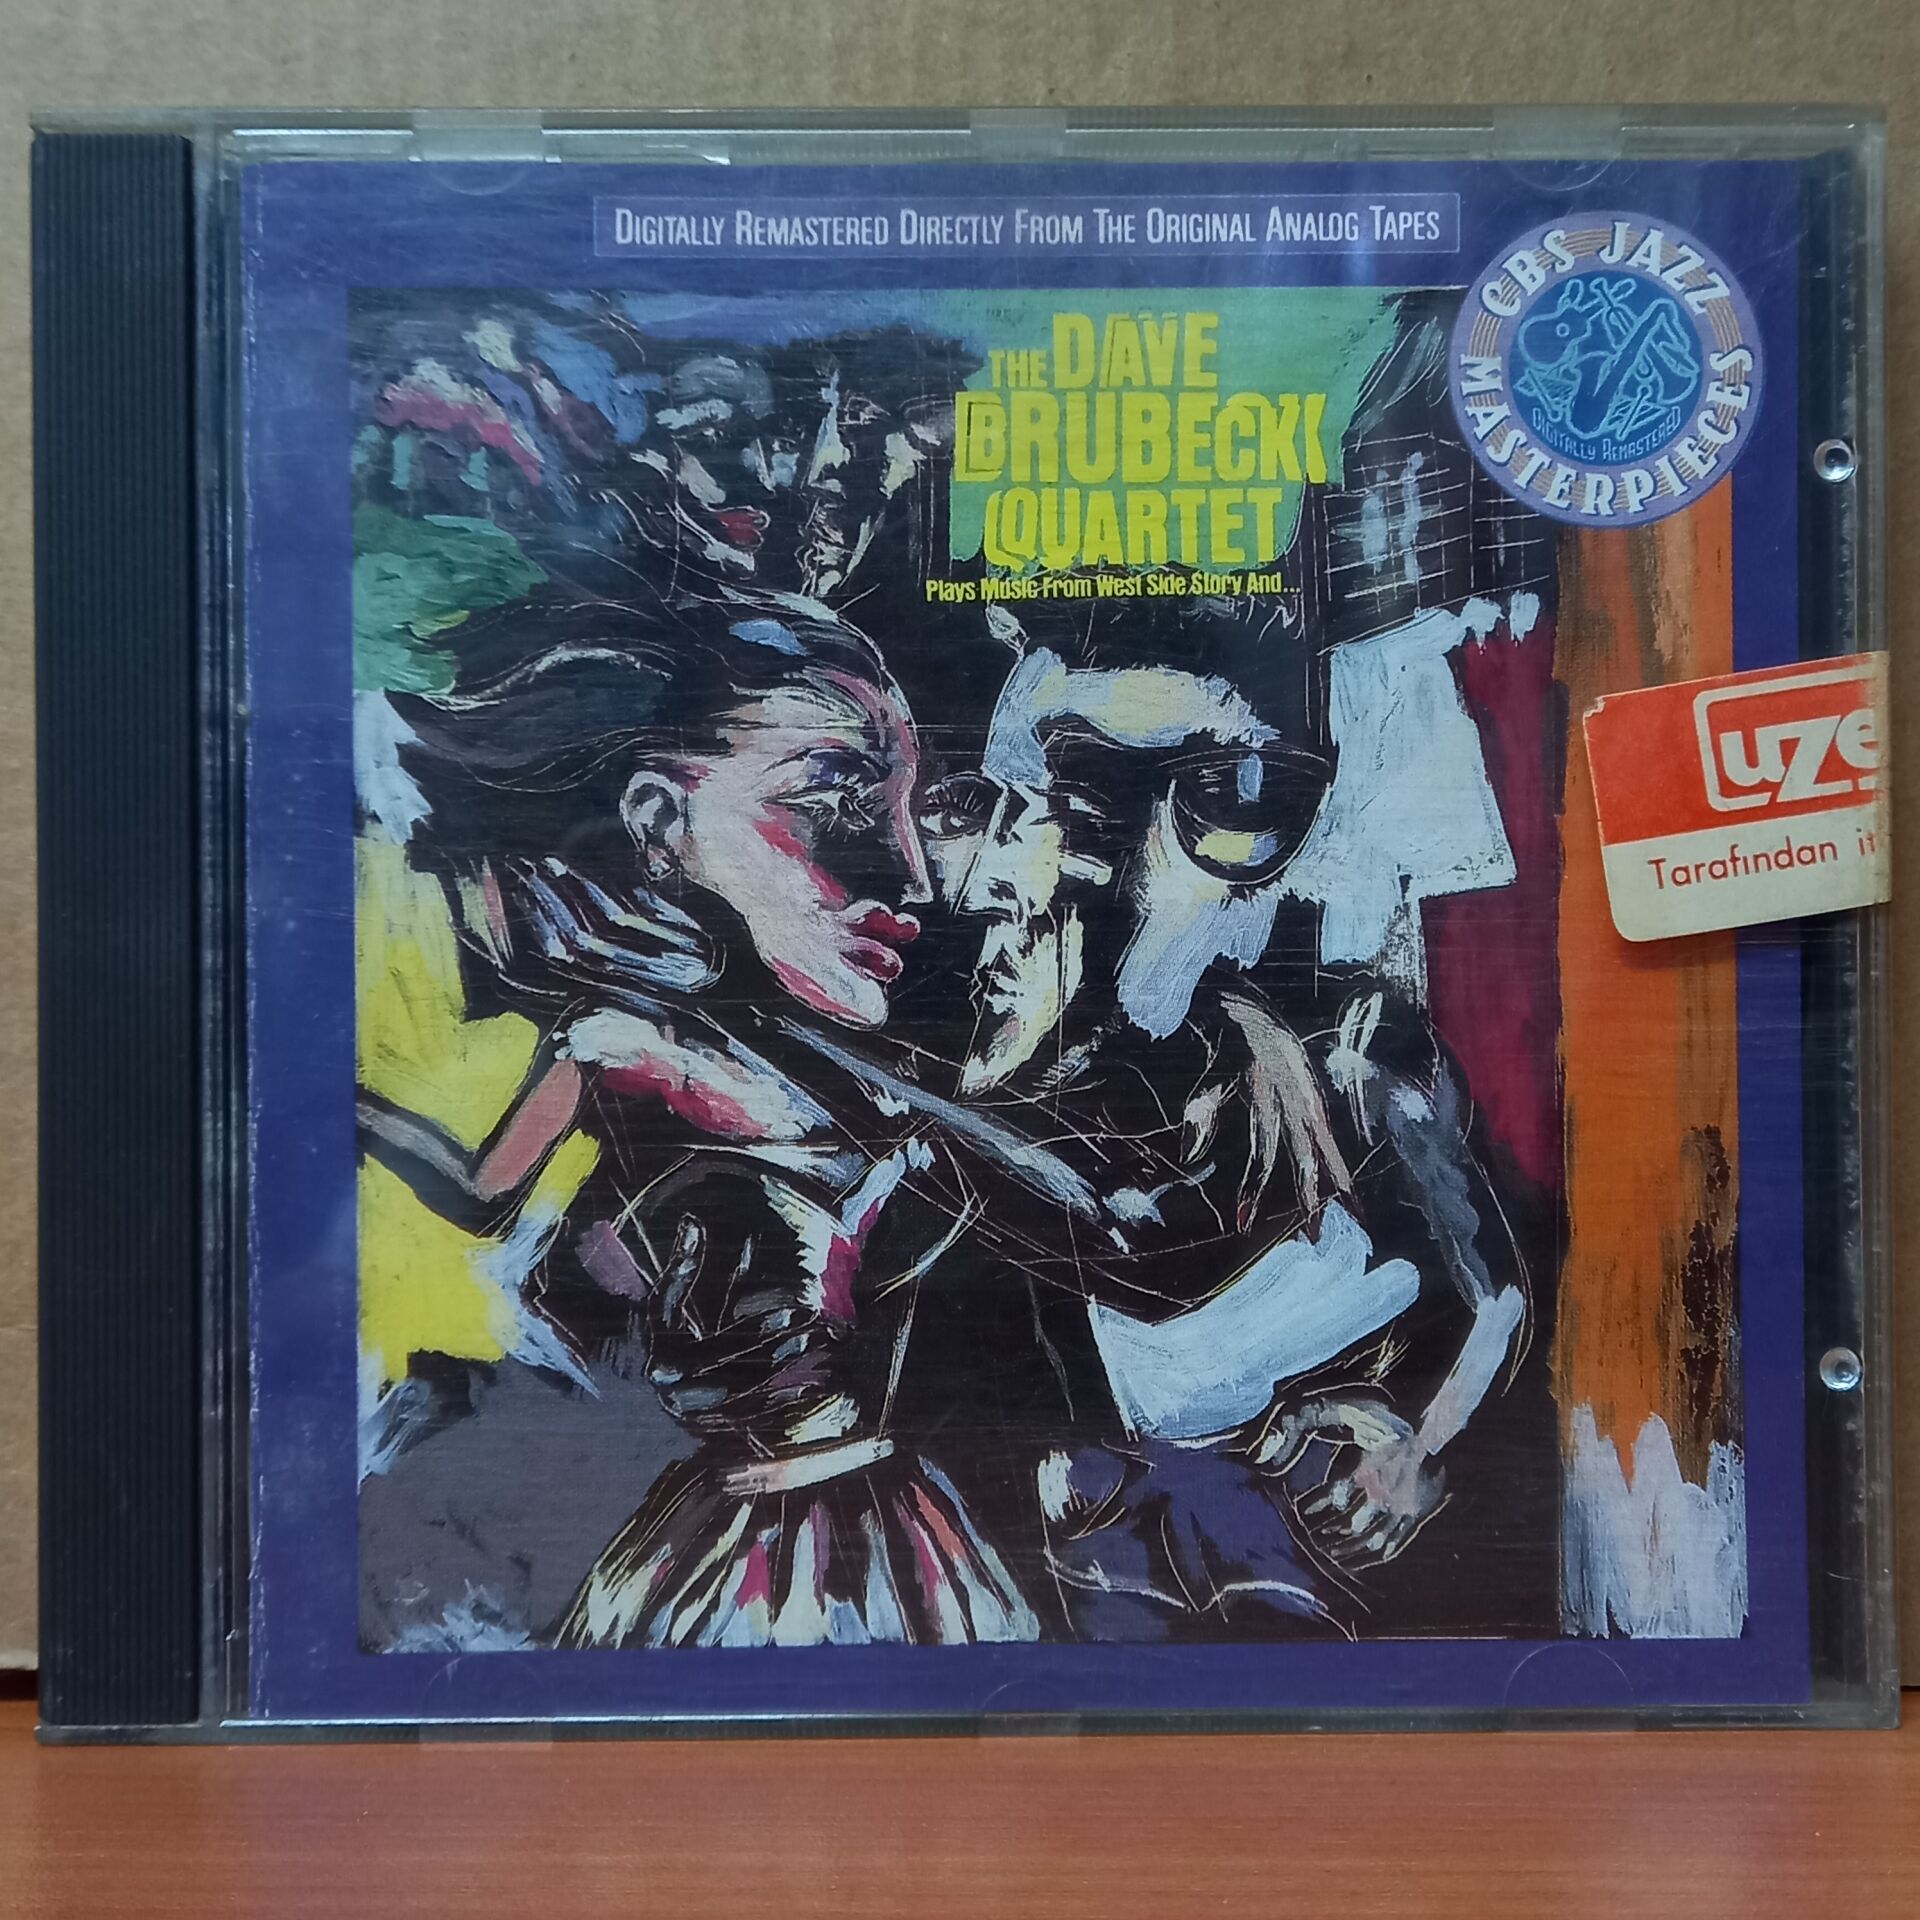 DIGITALLY REMASTERED DIRECTLY FROM THE ORIGINAL ANALOG TAPES
CBS JAZZ
MASTERPIECES
DIGITALLY REMASTERED
THE DAVE
BRUBECK
QUARTET
Plays Music From West Side Story And...
uze
Tarafından it